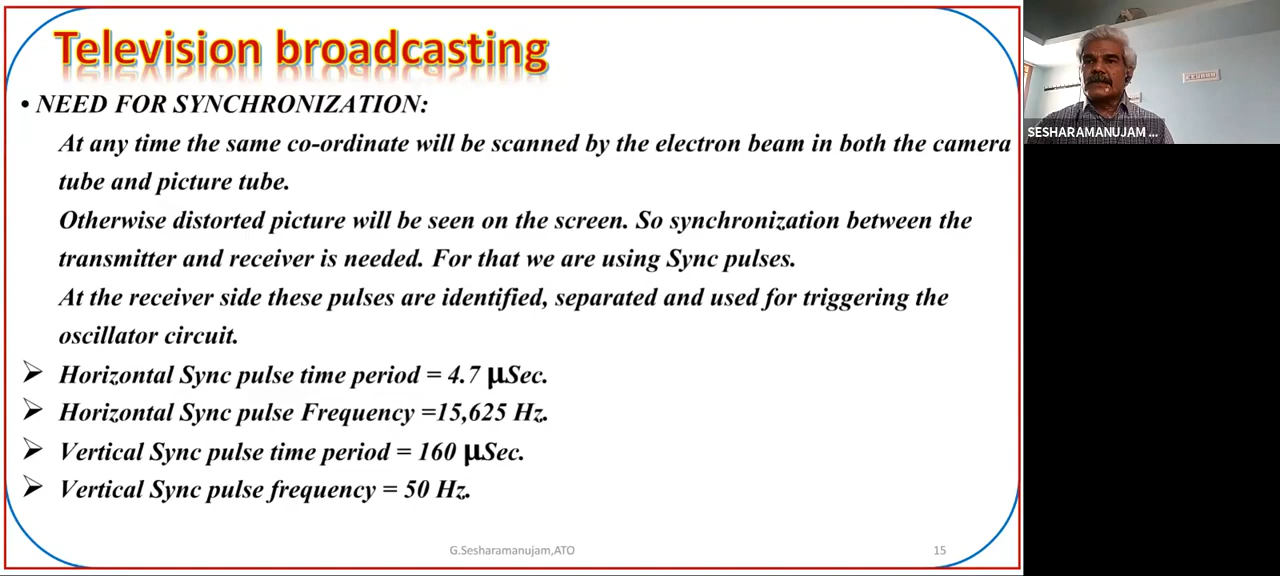 Television broadcasting
• NEED FOR SYNCHRONIZATION:
At any time the same co-ordinate will be scanned by the electron beam in both the camera
tube and picture tube.
Otherwise distorted picture will be seen on the screen. So synchronization between the
transmitter and receiver is needed. For that we are using Sync pulses.
At the receiver side these pulses are identified, separated and used for triggering the
oscillator circuit.
➢ Horizontal Sync pulse time period = 4.7 µSec.
➢ Horizontal Sync pulse Frequency =15,625 Hz.
➢ Vertical Sync pulse time period = 160 µSec.
➢ Vertical Sync pulse frequency = 50 Hz.
G.Sesharamanujam,ATO
15
SESHARAMANUJAM ...